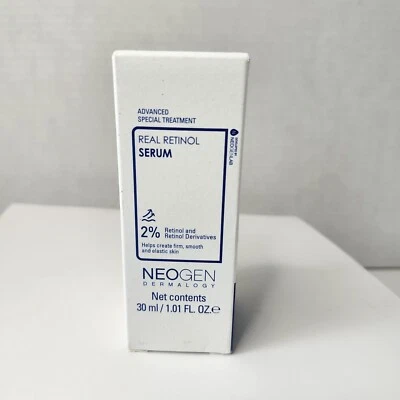 ADVANCED
SPECIAL TREATMENT
REAL RETINOL
SERUM
2% Retinol and
Retinol Derivatives
Helps create firm, smooth
and elastic skin
NEOGEN
DERMALOGY
Net contents
30 ml / 1.01 FL. OZ.℮